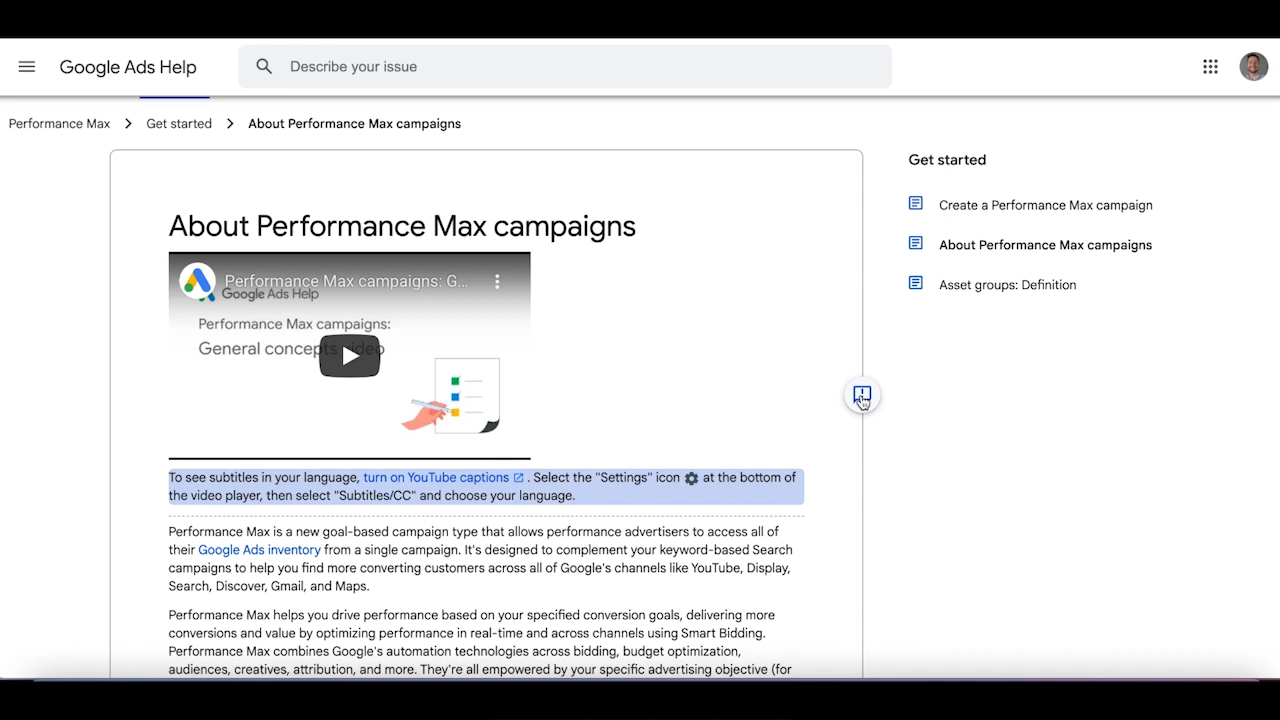 Google Ads Help
Describe your issue
Performance Max > Get started > About Performance Max campaigns
About Performance Max campaigns
Performance Max campaigns: G...
Google Ads Help
Performance Max campaigns:
General concepts video
To see subtitles in your language, turn on YouTube captions . Select the "Settings" icon at the bottom of
the video player, then select "Subtitles/CC" and choose your language.
Performance Max is a new goal-based campaign type that allows performance advertisers to access all of
their Google Ads inventory from a single campaign. It's designed to complement your keyword-based Search
campaigns to help you find more converting customers across all of Google's channels like YouTube, Display,
Search, Discover, Gmail, and Maps.
Performance Max helps you drive performance based on your specified conversion goals, delivering more
conversions and value by optimizing performance in real-time and across channels using Smart Bidding.
Performance Max combines Google's automation technologies across bidding, budget optimization,
audiences, creatives, attribution, and more. They're all empowered by your specific advertising objective (for
Get started
Create a Performance Max campaign
About Performance Max campaigns
Asset groups: Definition